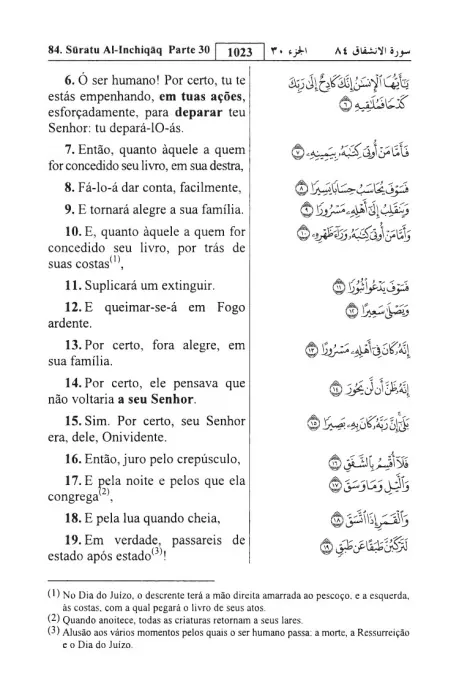 84. Sūratu Al-Inchiqāq Parte 30 1023 الجزء ٣٠ سورة الانشقاق ٨٤
6. Ó ser humano! Por certo, tu te
estás empenhando, em tuas ações,
esforçadamente, para deparar teu
Senhor: tu depará-lO-ás.
يَٰٓأَيُّهَا ٱلْإِنسَٰنُ إِنَّكَ كَادِحٌ إِلَىٰ رَبِّكَ
كَدْحًا فَمُلَٰقِيهِ ٦
7. Então, quanto àquele a quem
for concedido seu livro, em sua destra,
فَأَمَّا مَنْ أُوتِىَ كِتَٰبَهُۥ بِيَمِينِهِۦ ٧
8. Fá-lo-á dar conta, facilmente,
فَسَوْفَ يُحَاسَبُ حِسَابًا يَسِيرًا ٨
9. E tornará alegre a sua família.
وَيَنقَلِبُ إِلَىٰٓ أَهْلِهِۦ مَسْرُورًا ٩
10. E, quanto àquele a quem for
concedido seu livro, por trás de
suas costas(1),
وَأَمَّا مَنْ أُوتِىَ كِتَٰبَهُۥ وَرَآءَ ظَهْرِهِۦ ١٠
11. Suplicará um extinguir.
فَسَوْفَ يَدْعُوا۟ ثُبُورًا ١١
12. E queimar-se-á em Fogo
ardente.
وَيَصْلَىٰ سَعِيرًا ١٢
13. Por certo, fora alegre, em
sua família.
إِنَّهُۥ كَانَ فِىٓ أَهْلِهِۦ مَسْرُورًا ١٣
14. Por certo, ele pensava que
não voltaria a seu Senhor.
إِنَّهُۥ ظَنَّ أَن لَّن يَحُورَ ١٤
15. Sim. Por certo, seu Senhor
era, dele, Onividente.
بَلَىٰٓ إِنَّ رَبَّهُۥ كَانَ بِهِۦ بَصِيرًا ١٥
16. Então, juro pelo crepúsculo,
فَلَآ أُقْسِمُ بِٱلشَّفَقِ ١٦
17. E pela noite e pelos que ela
congrega(2),
وَٱلَّيْلِ وَمَا وَسَقَ ١٧
18. E pela lua quando cheia,
وَٱلْقَمَرِ إِذَا ٱتَّسَقَ ١٨
19. Em verdade, passareis de
estado após estado(3)!
لَتَرْكَبُنَّ طَبَقًا عَن طَبَقٍ ١٩
(1) No Dia do Juízo, o descrente terá a mão direita amarrada ao pescoço, e a esquerda,
às costas, com a qual pegará o livro de seus atos.
(2) Quando anoitece, todas as criaturas retornam a seus lares.
(3) Alusão aos vários momentos pelos quais o ser humano passa: a morte, a Ressurreição
e o Dia do Juízo.